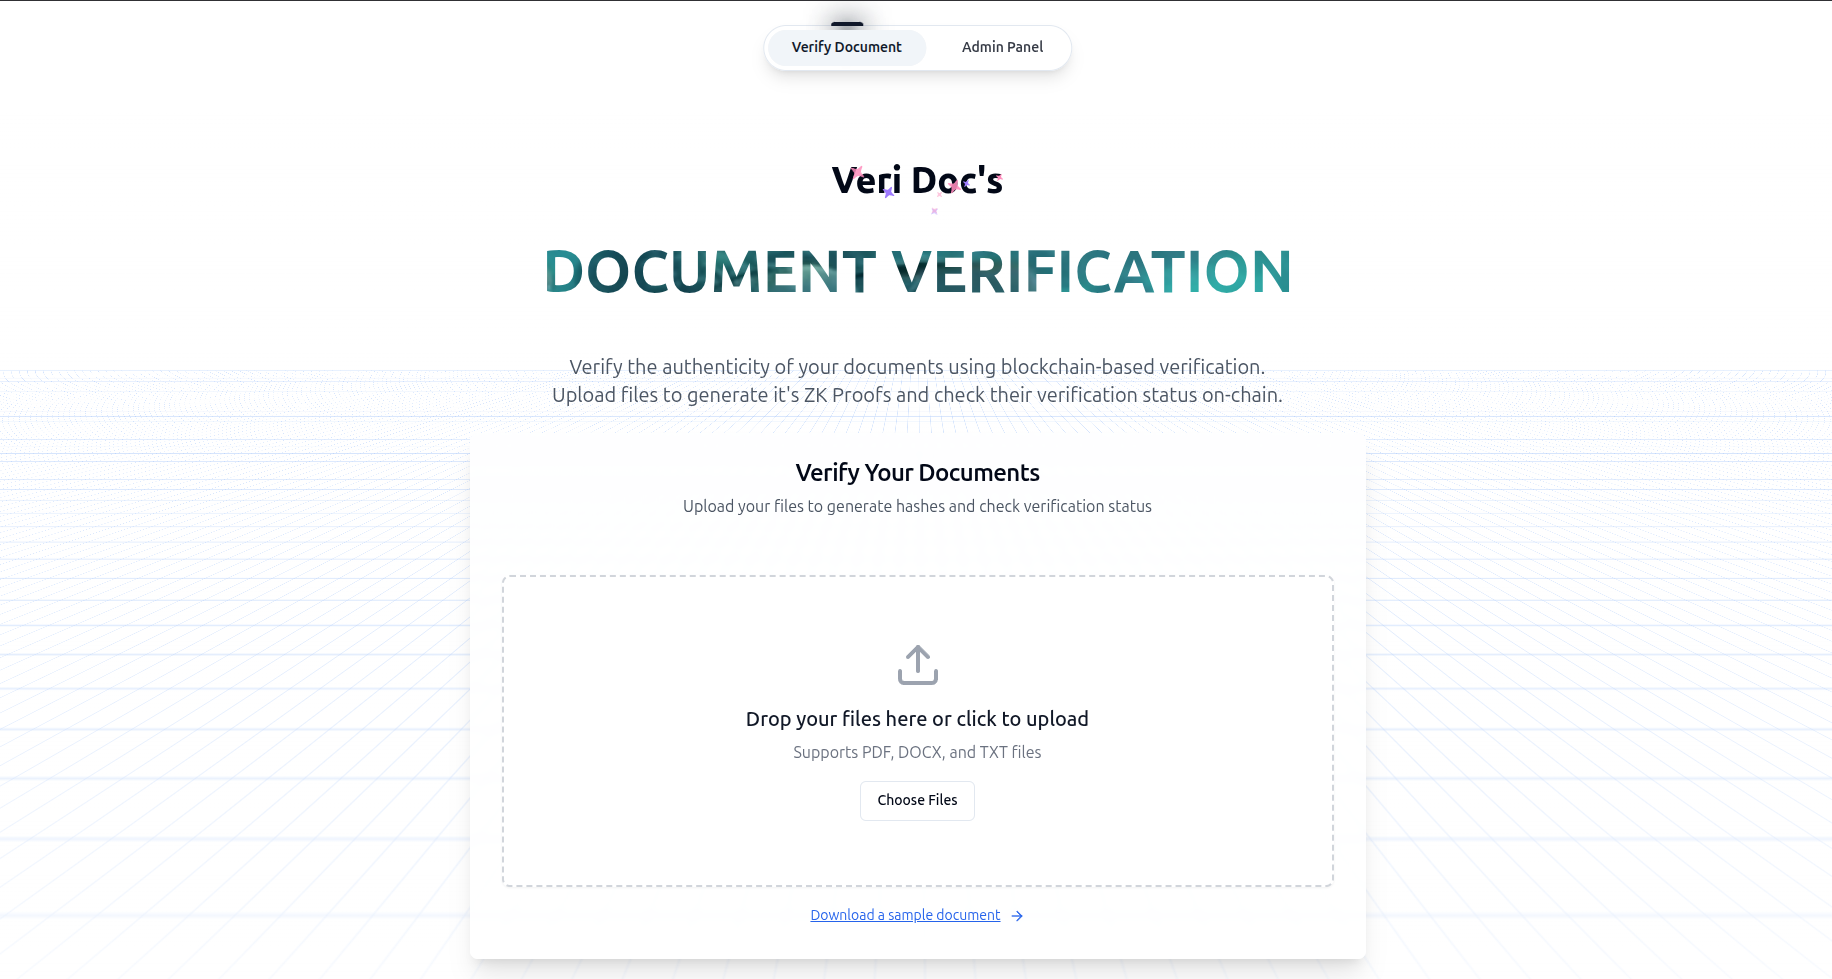 Verify Document
Admin Panel
Veri Doc's
DOCUMENT VERIFICATION
Verify the authenticity of your documents using blockchain-based verification.
Upload files to generate it's ZK Proofs and check their verification status on-chain.
Verify Your Documents
Upload your files to generate hashes and check verification status
Drop your files here or click to upload
Supports PDF, DOCX, and TXT files
Choose Files
Download a sample document